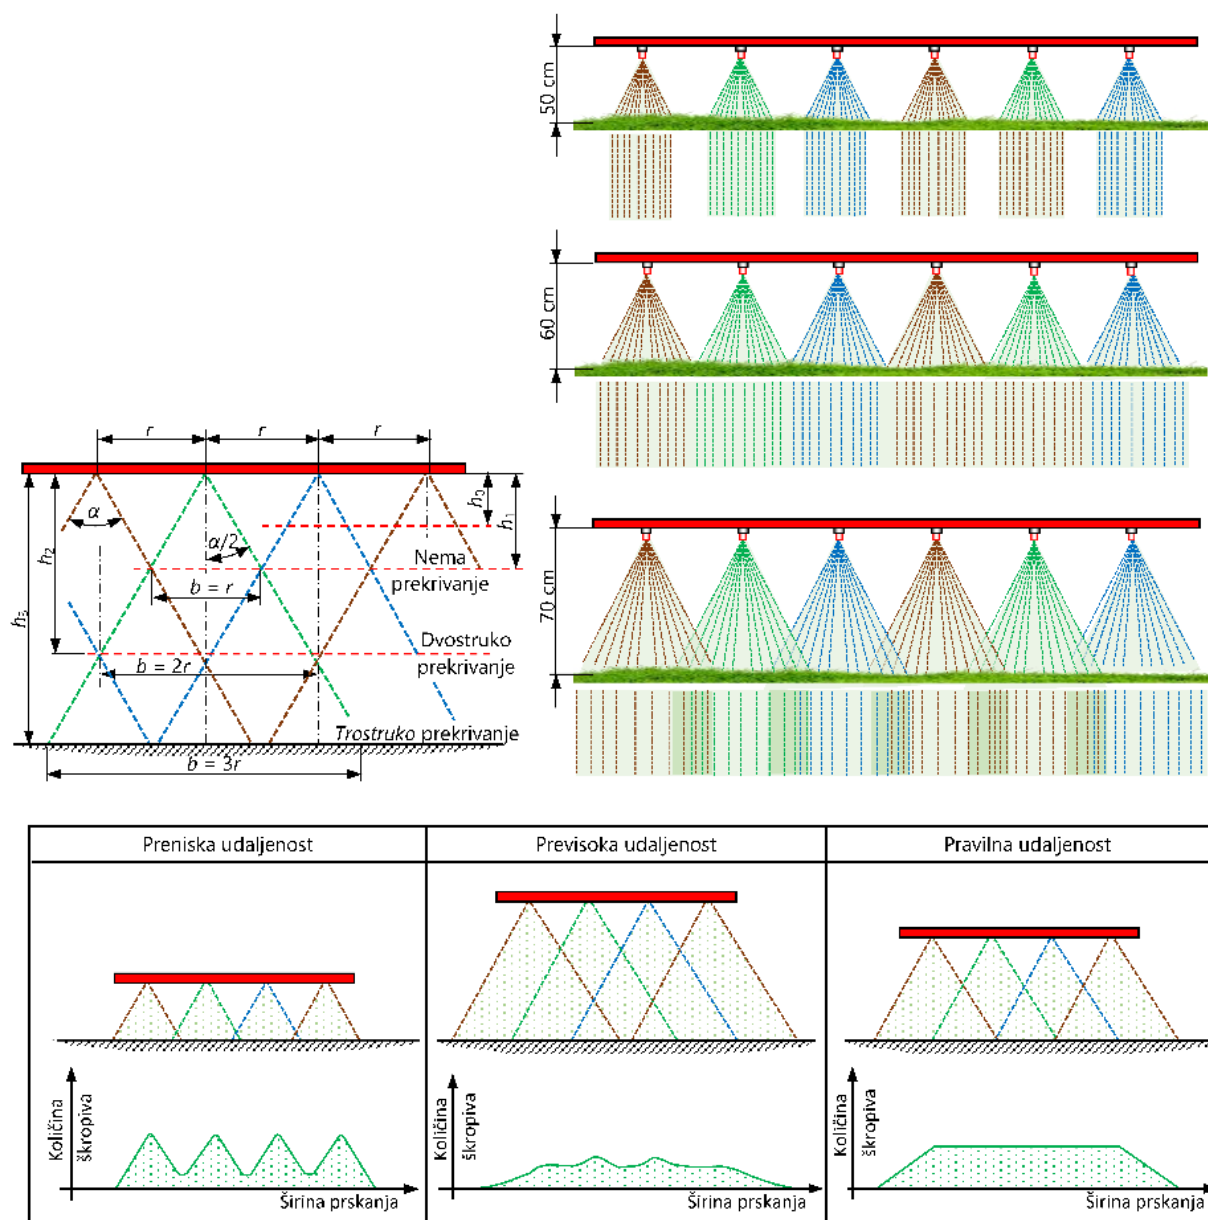 50 cm
60 cm
70 cm
r r r
α
α/2
h₀
h₁
h₂
h₃
Nema
prekrivanje
b = r
Dvostruko
prekrivanje
b = 2r
Trostruko prekrivanje
b = 3r
Preniska udaljenost
Previsoka udaljenost
Pravilna udaljenost
Količina
škropiva
Širina prskanja
Količina
škropiva
Širina prskanja
Količina
škropiva
Širina prskanja